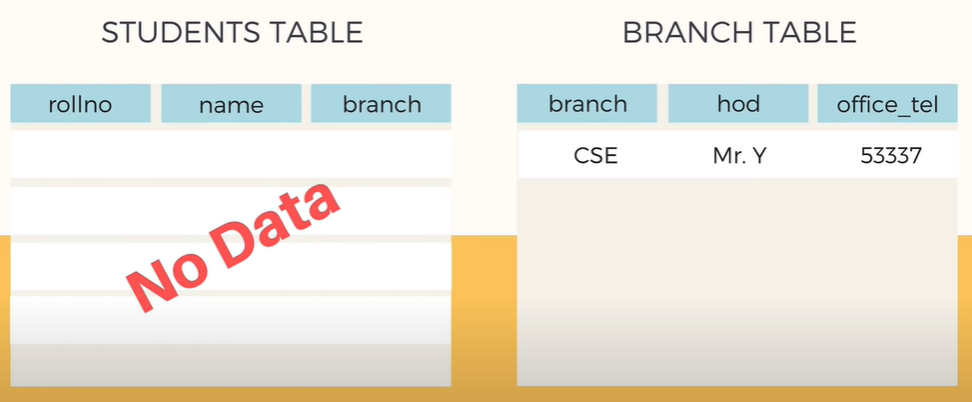 STUDENTS TABLE
rollno name branch
No Data
BRANCH TABLE
branch hod office_tel
CSE Mr. Y 53337